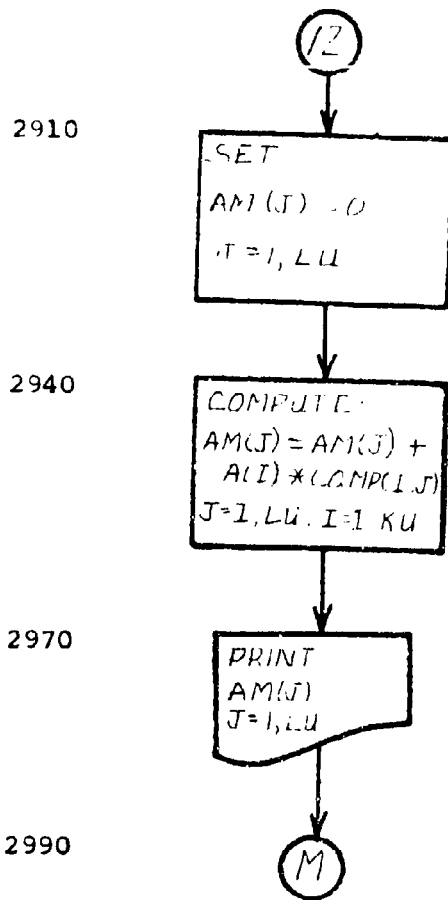 12
2910
SET
AM(J) = 0
J = 1, LU
2940
COMPUTE:
AM(J) = AM(J) +
A(I) * COMP(I,J)
J=1, LU. I=1 KU
2970
PRINT
AM(J)
J=1, LU
2990
M